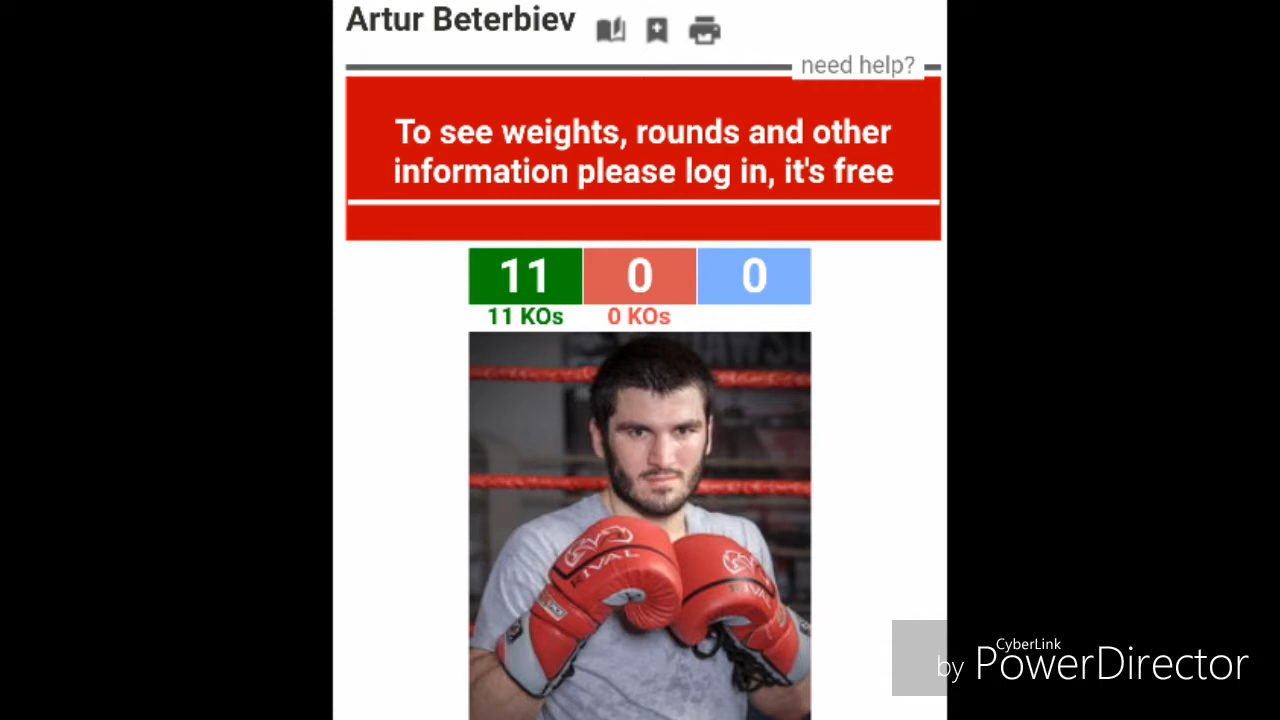 Artur Beterbiev
need help?
To see weights, rounds and other
information please log in, it's free
11 0 0
11 KOs 0 KOs
RIVAL
RIVAL
CyberLink
by PowerDirector